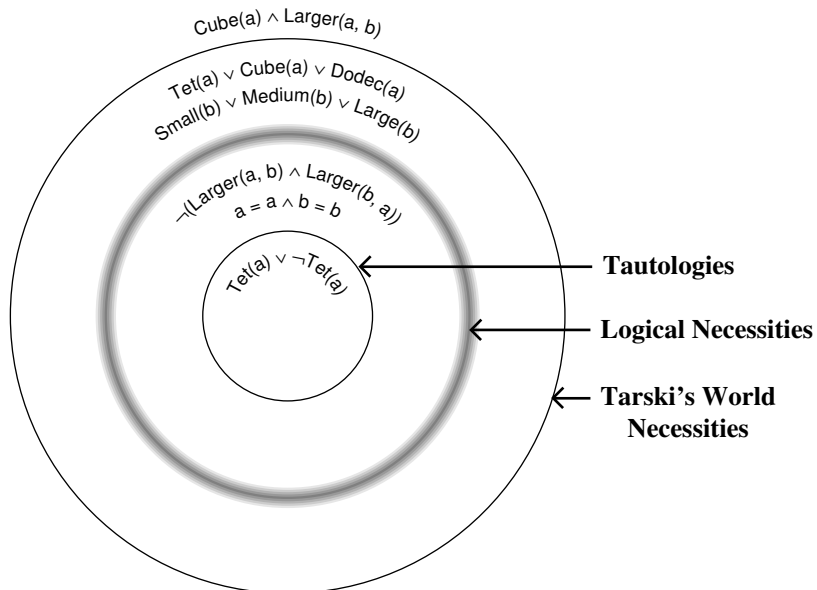 Cube(a) ∧ Larger(a, b)
Tet(a) ∨ Cube(a) ∨ Dodec(a)
Small(b) ∨ Medium(b) ∨ Large(b)
¬(Larger(a, b) ∧ Larger(b, a))
a = a ∧ b = b
Tet(a) ∨ ¬Tet(a)
Tautologies
Logical Necessities
Tarski’s World
Necessities